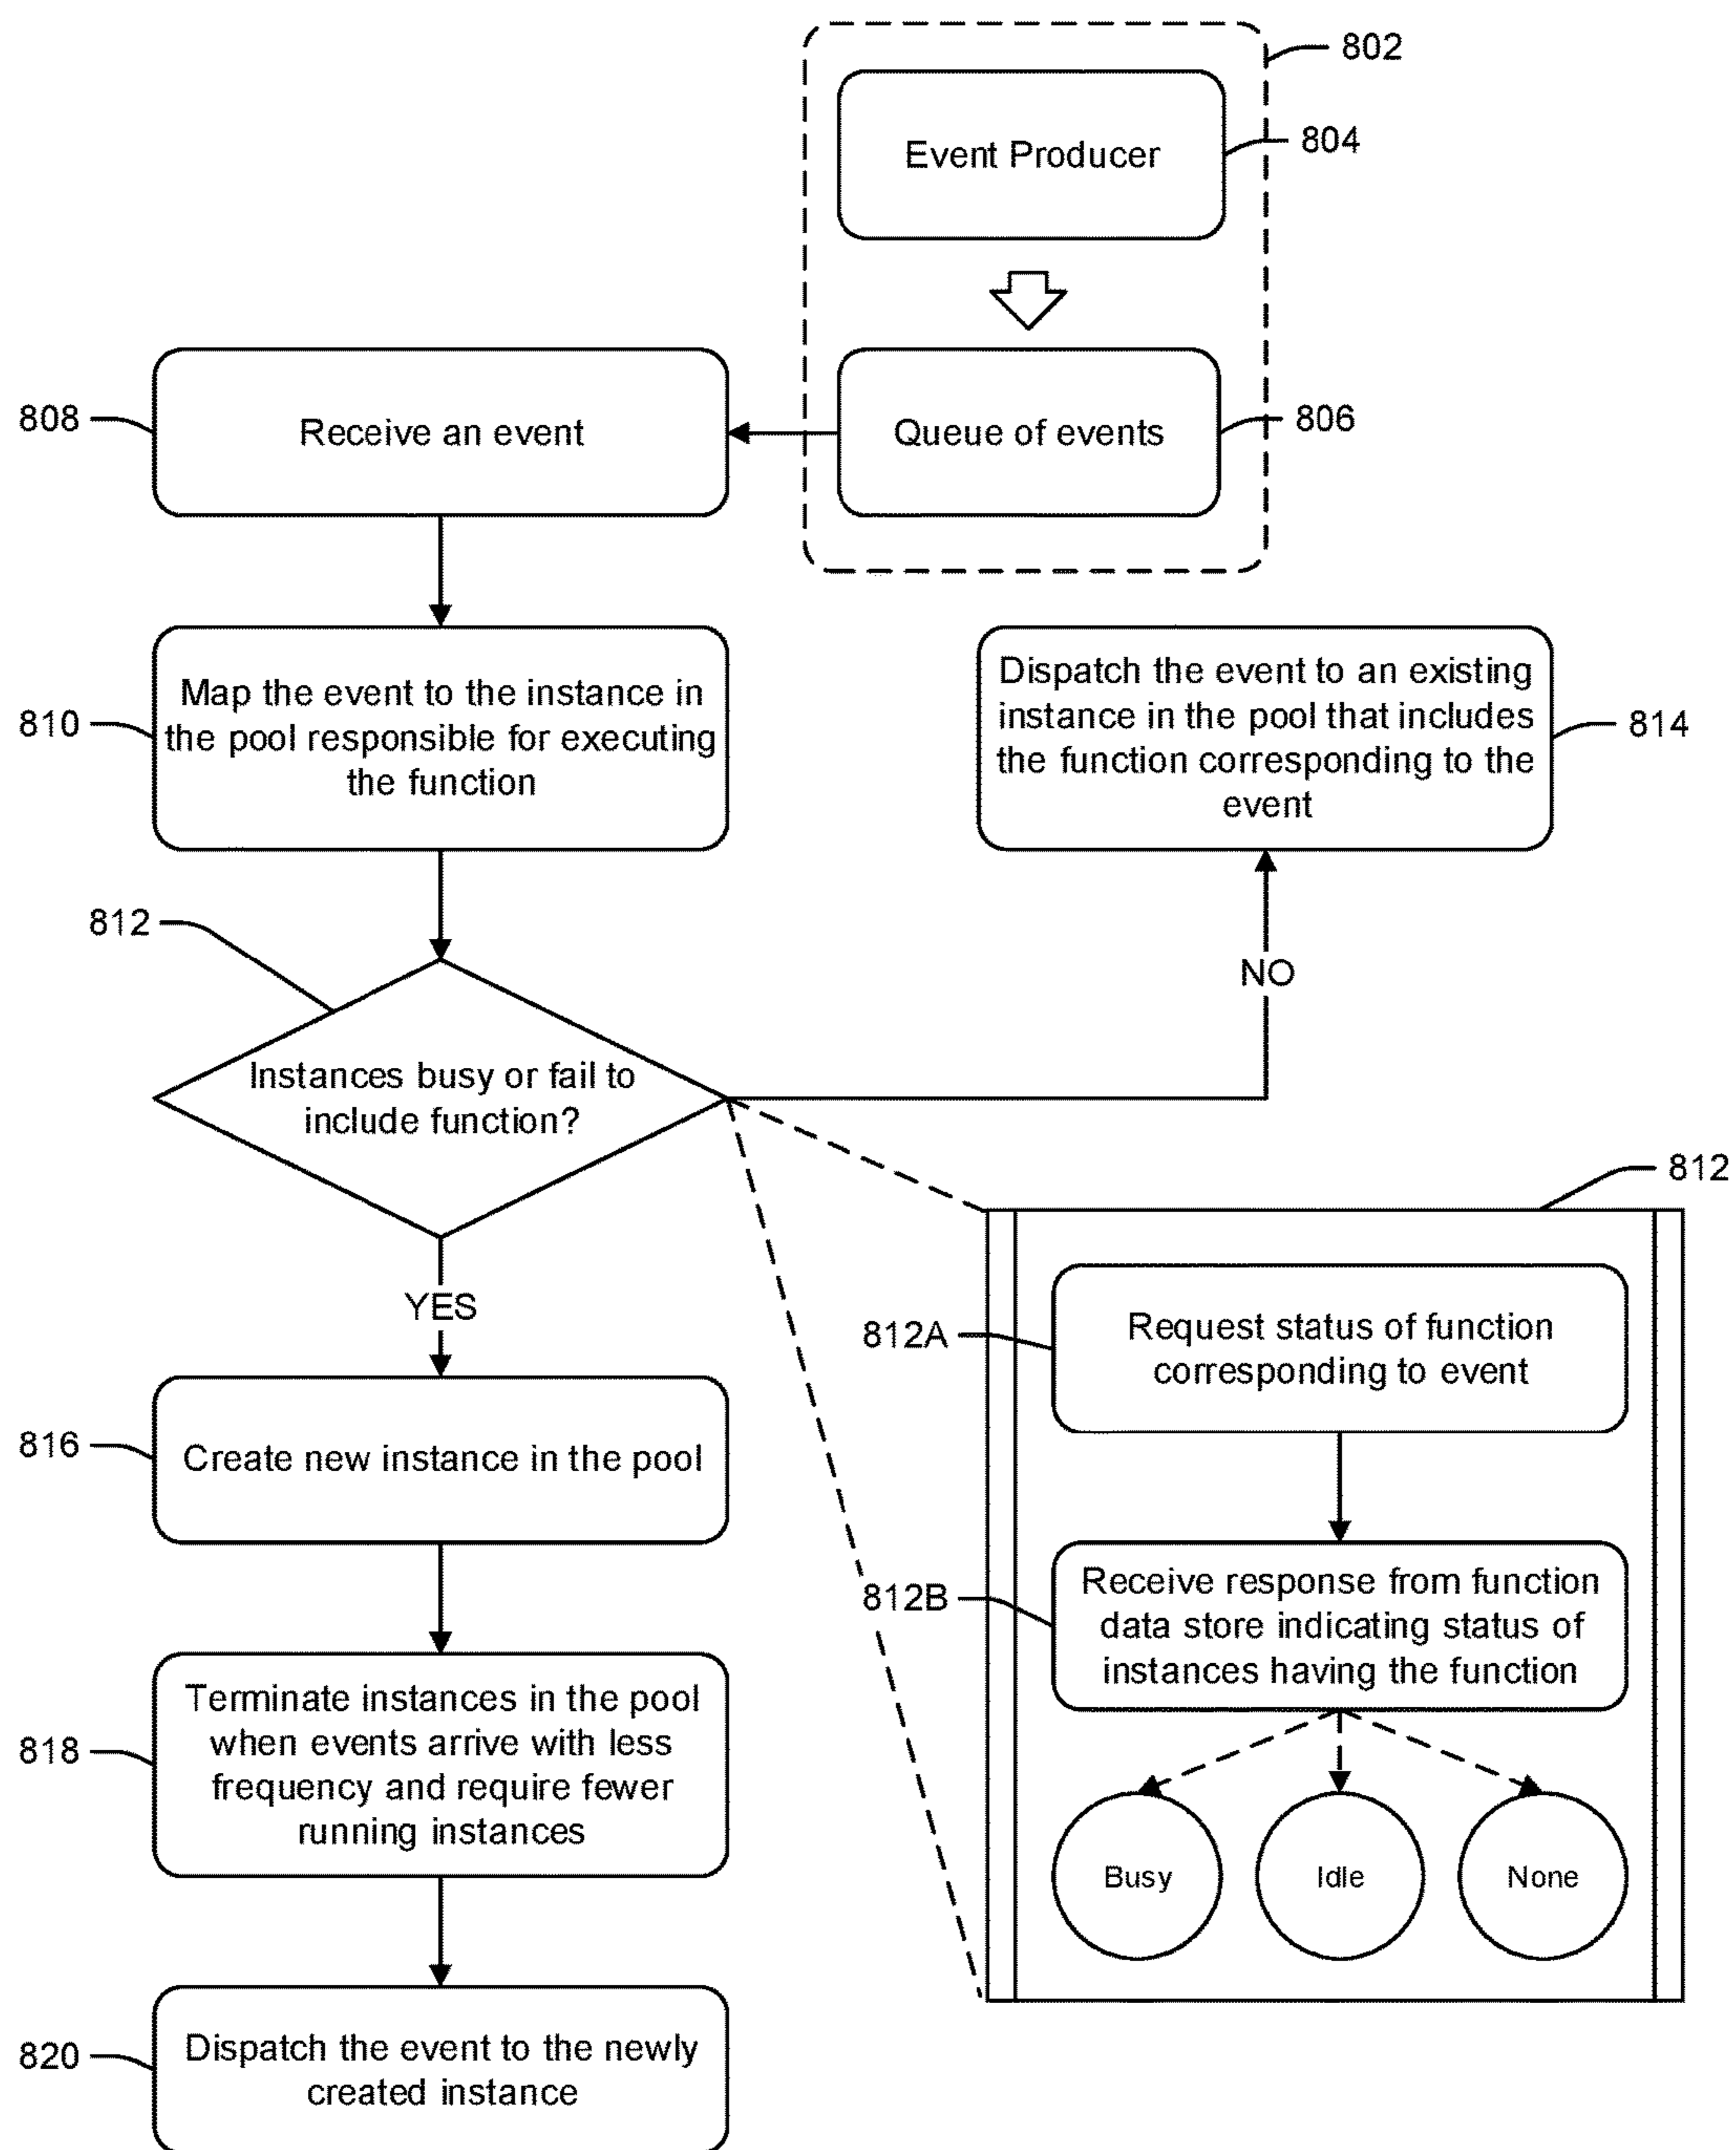 802
Event Producer
804
Queue of events
806
808
Receive an event
810
Map the event to the instance in
the pool responsible for executing
the function
Dispatch the event to an existing
instance in the pool that includes
the function corresponding to the
event
814
812
Instances busy or fail to
include function?
NO
YES
812
812A
Request status of function
corresponding to event
812B
Receive response from function
data store indicating status of
instances having the function
Busy
Idle
None
816
Create new instance in the pool
818
Terminate instances in the pool
when events arrive with less
frequency and require fewer
running instances
820
Dispatch the event to the newly
created instance